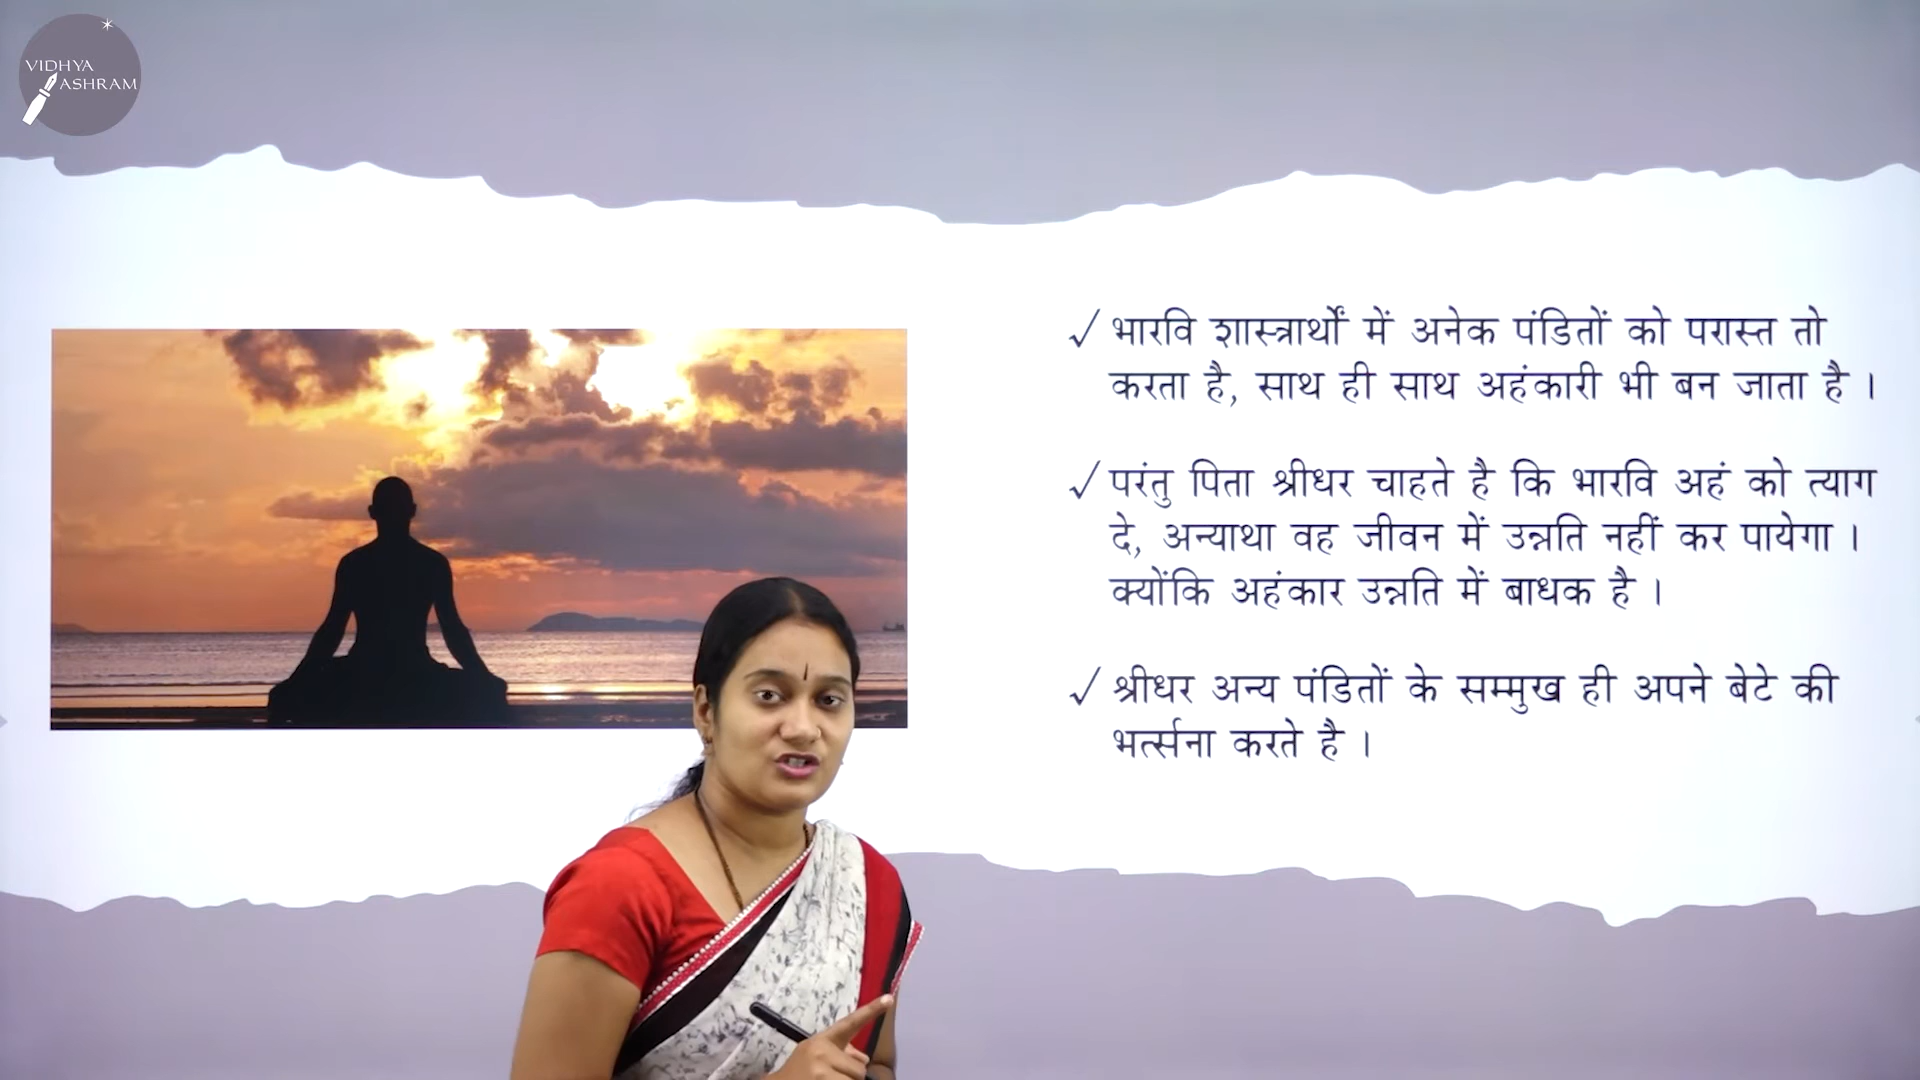 VIDHYA
ASHRAM
✓ भारवि शास्त्रार्थों में अनेक पंडितों को परास्त तो
करता है, साथ ही साथ अहंकारी भी बन जाता है ।
✓ परंतु पिता श्रीधर चाहते है कि भारवि अहं को त्याग
दे, अन्याथा वह जीवन में उन्नति नहीं कर पायेगा ।
क्योंकि अहंकार उन्नति में बाधक है ।
✓ श्रीधर अन्य पंडितों के सम्मुख ही अपने बेटे की
भर्त्सना करते है ।